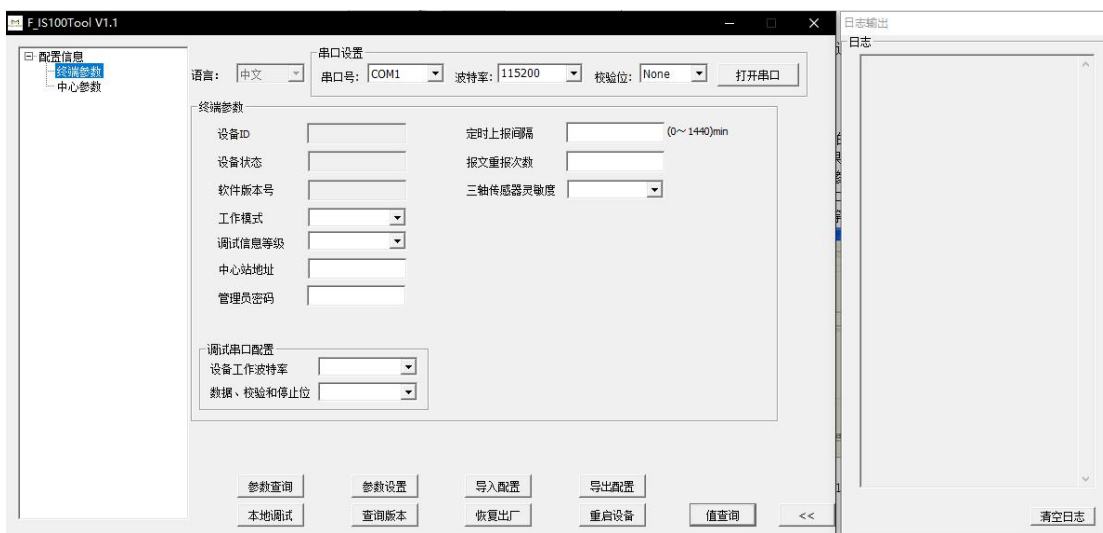 F_IS100Tool V1.1
日志输出
配置信息
终端参数
中心参数
语言： 中文
串口设置
串口号： COM1 波特率： 115200 校验位： None 打开串口
日志
终端参数
设备ID
定时上报间隔 (0～1440)min
设备状态
报文重报次数
软件版本号
三轴传感器灵敏度
工作模式
调试信息等级
中心站地址
管理员密码
调试串口配置
设备工作波特率
数据、校验和停止位
参数查询 参数设置 导入配置 导出配置
本地调试 查询版本 恢复出厂 重启设备 值查询 <<
清空日志